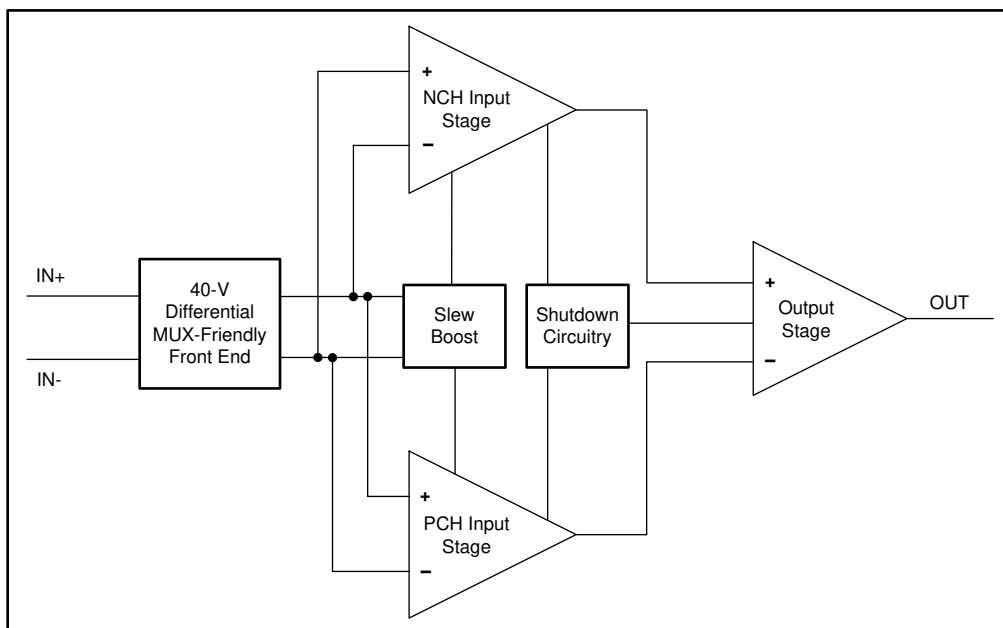 +
NCH Input
Stage
−
IN+
IN-
40-V
Differential
MUX-Friendly
Front End
Slew
Boost
Shutdown
Circuitry
+
Output
Stage
−
OUT
+
PCH Input
Stage
−